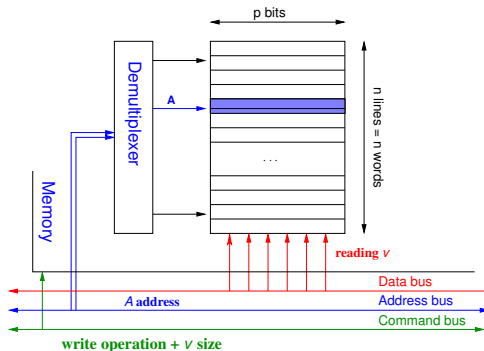 p bits
Demultiplexer
A
n lines = n words
. . .
Memory
reading v
Data bus
A address
Address bus
Command bus
write operation + v size